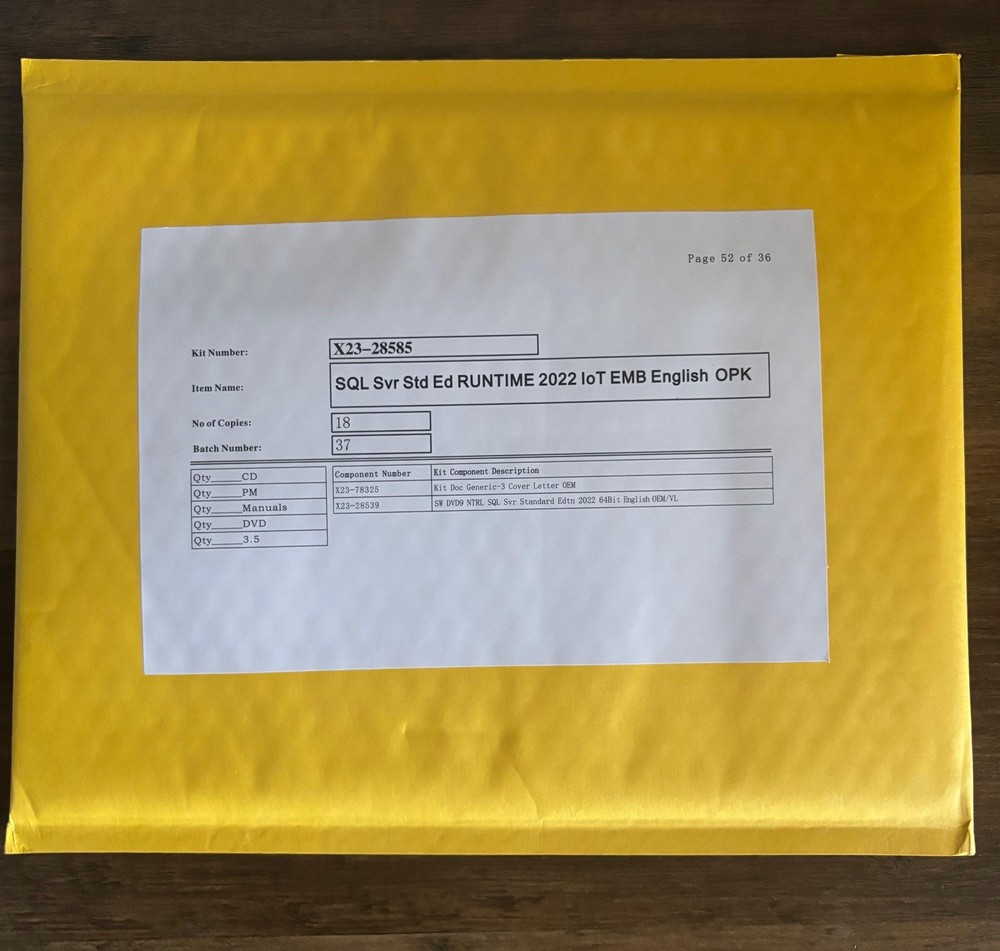 Page 52 of 36
Kit Number: X23-28585
Item Name: SQL Svr Std Ed RUNTIME 2022 IoT EMB English OPK
No of Copies: 18
Batch Number: 37
Qty_____CD
Qty_____PM
Qty_____Manuals
Qty_____DVD
Qty_____3.5
Component Number Kit Component Description
X23-78325 Kit Doc Generic-3 Cover Letter OEM
X23-28539 SW DVD9 NTRL SQL Svr Standard Edtn 2022 64Bit English OEM/VL